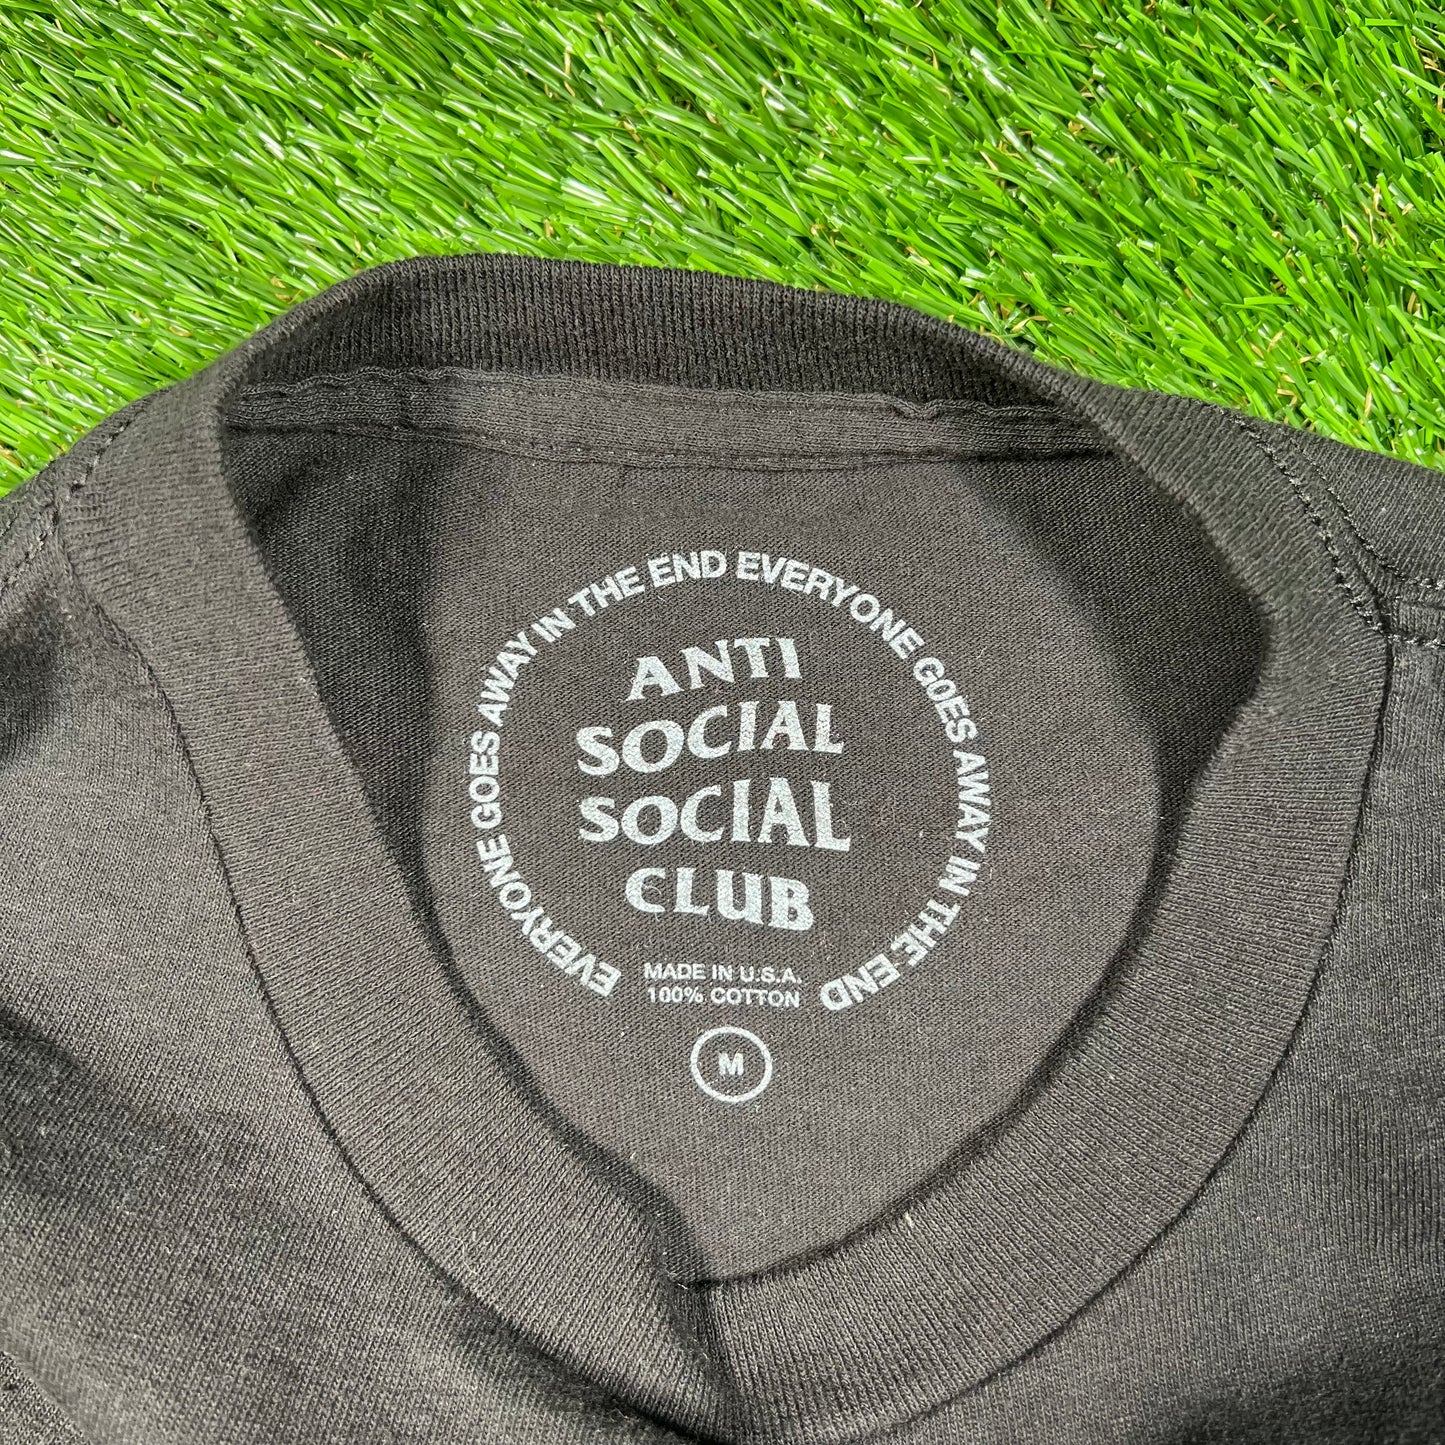 EVERYONE GOES AWAY IN THE END EVERYONE GOES AWAY IN THE END
ANTI
SOCIAL
SOCIAL
CLUB
MADE IN U.S.A.
100% COTTON
M